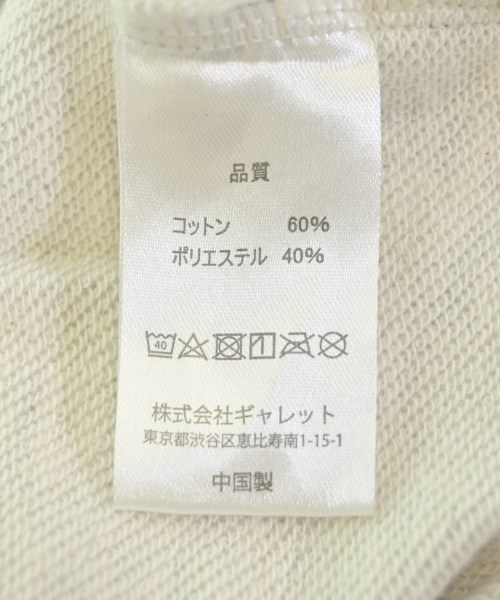 品質
コットン 60%
ポリエステル 40%
40
株式会社ギャレット
東京都渋谷区恵比寿南1-15-1
中国製